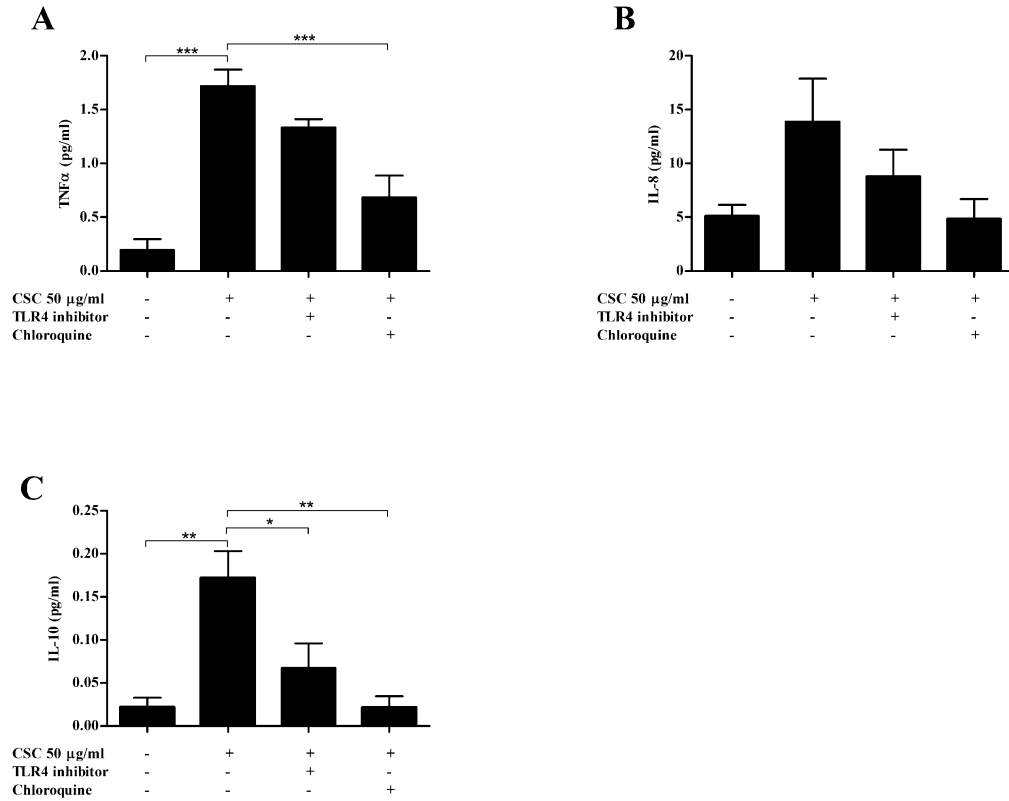 A
B
***
***
TNFα (pg/ml)
2.0
1.5
1.0
0.5
0.0
CSC 50 µg/ml - + + +
TLR4 inhibitor - - + -
Chloroquine - - - +
IL-8 (pg/ml)
20
15
10
5
0
CSC 50 µg/ml - + + +
TLR4 inhibitor - - + -
Chloroquine - - - +
C
**
*
**
IL-10 (pg/ml)
0.25
0.20
0.15
0.10
0.05
0.00
CSC 50 µg/ml - + + +
TLR4 inhibitor - - + -
Chloroquine - - - +